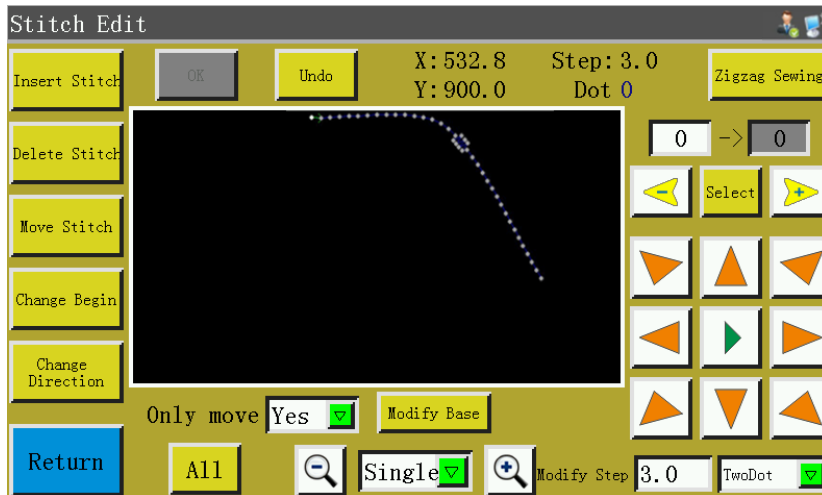 Stitch Edit
Insert Stitch
OK
Undo
X:532.8 Step:3.0
Y:900.0 Dot 0
Zigzag Sewing
Delete Stitch
0 -> 0
Select
Move Stitch
Change Begin
Change
Direction
Only move Yes
Modify Base
Return
All
Single
Modify Step 3.0
TwoDot